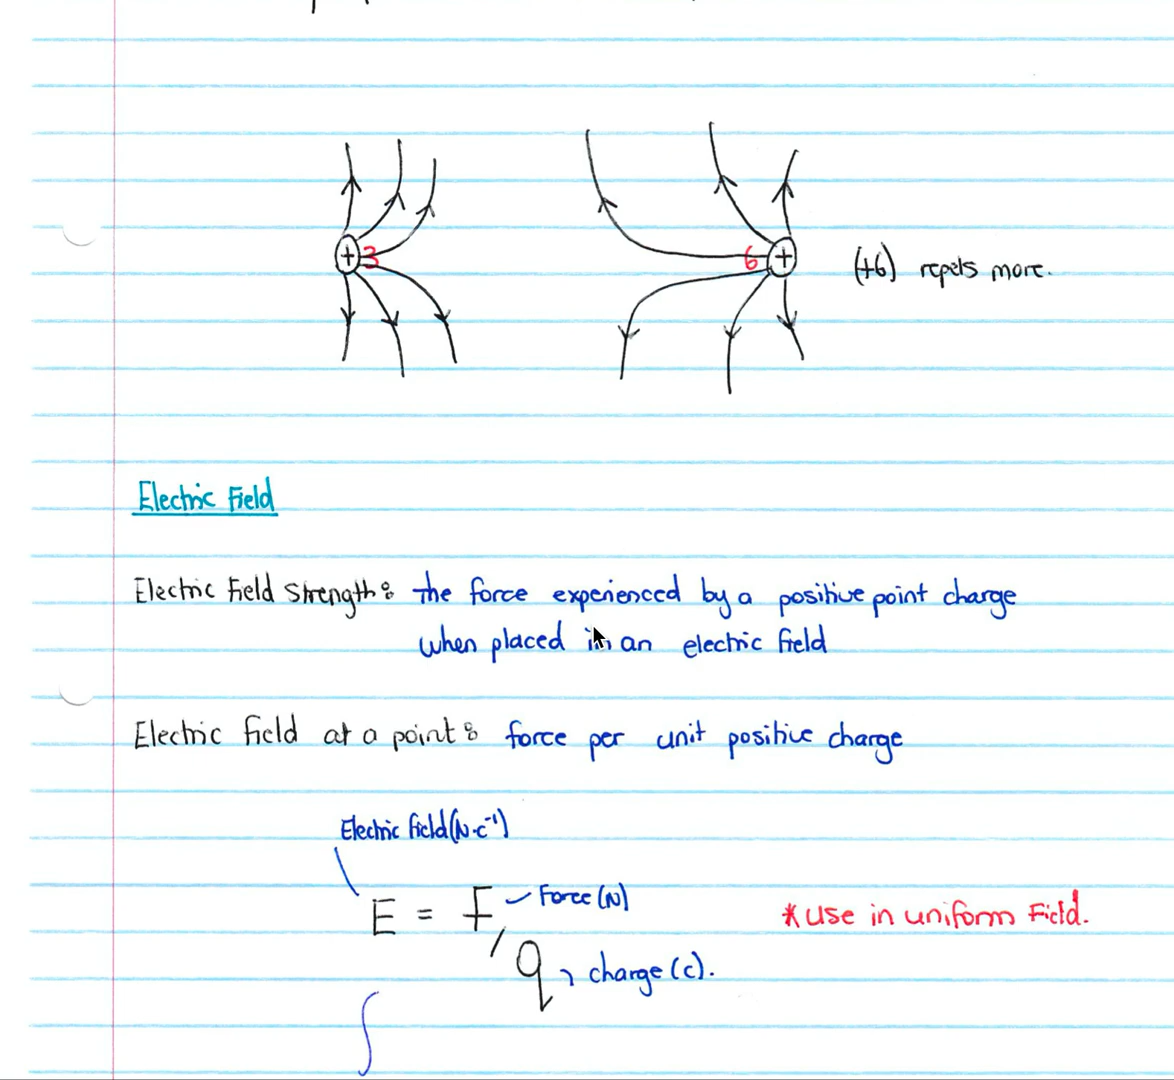 +3
6+
(+6) repels more.
Electric Field
Electric Field Strength: the force experienced by a positive point charge
when placed in an electric field
Electric field at a point: force per unit positive charge
Electric field (N·C⁻¹)
E = F/q
Force (N)
*use in uniform Field.
charge (C).